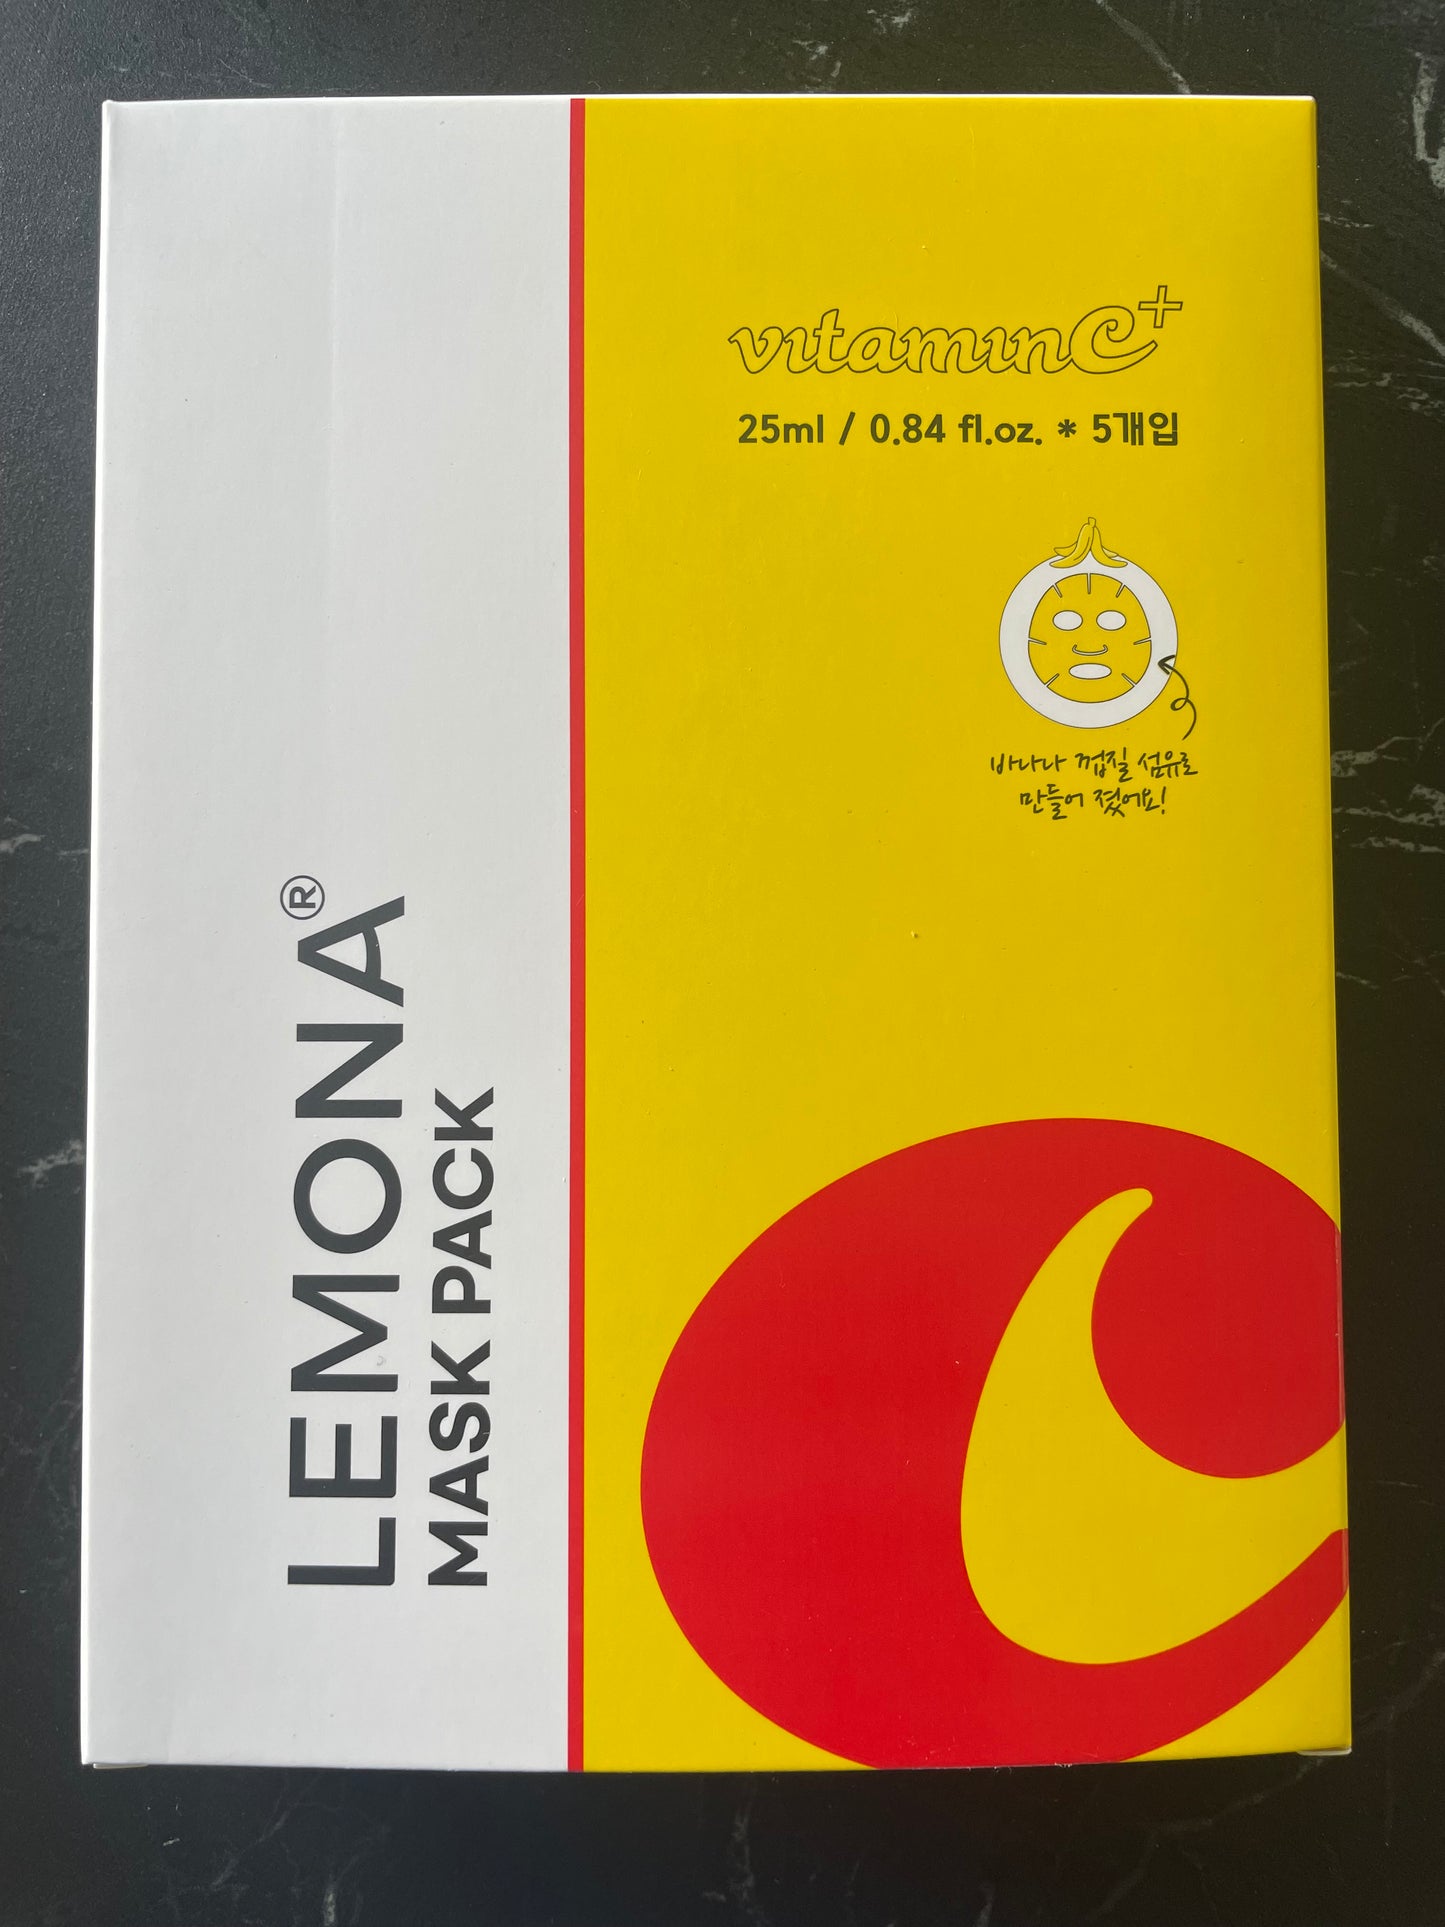 LEMONA®
MASK PACK
vitamin C+
25ml / 0.84 fl.oz. * 5개입
바나나 껍질 섬유로
만들어 졌어요!
C